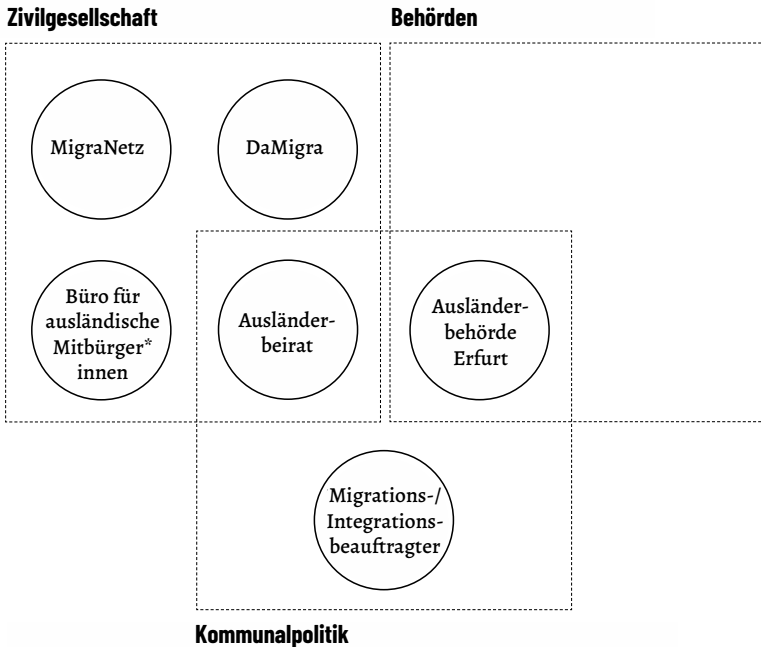 Zivilgesellschaft
Behörden
MigraNetz
DaMigra
Büro für
ausländische
Mitbürger*
innen
Ausländer-
beirat
Ausländer-
behörde
Erfurt
Migrations-/
Integrations-
beauftragter
Kommunalpolitik